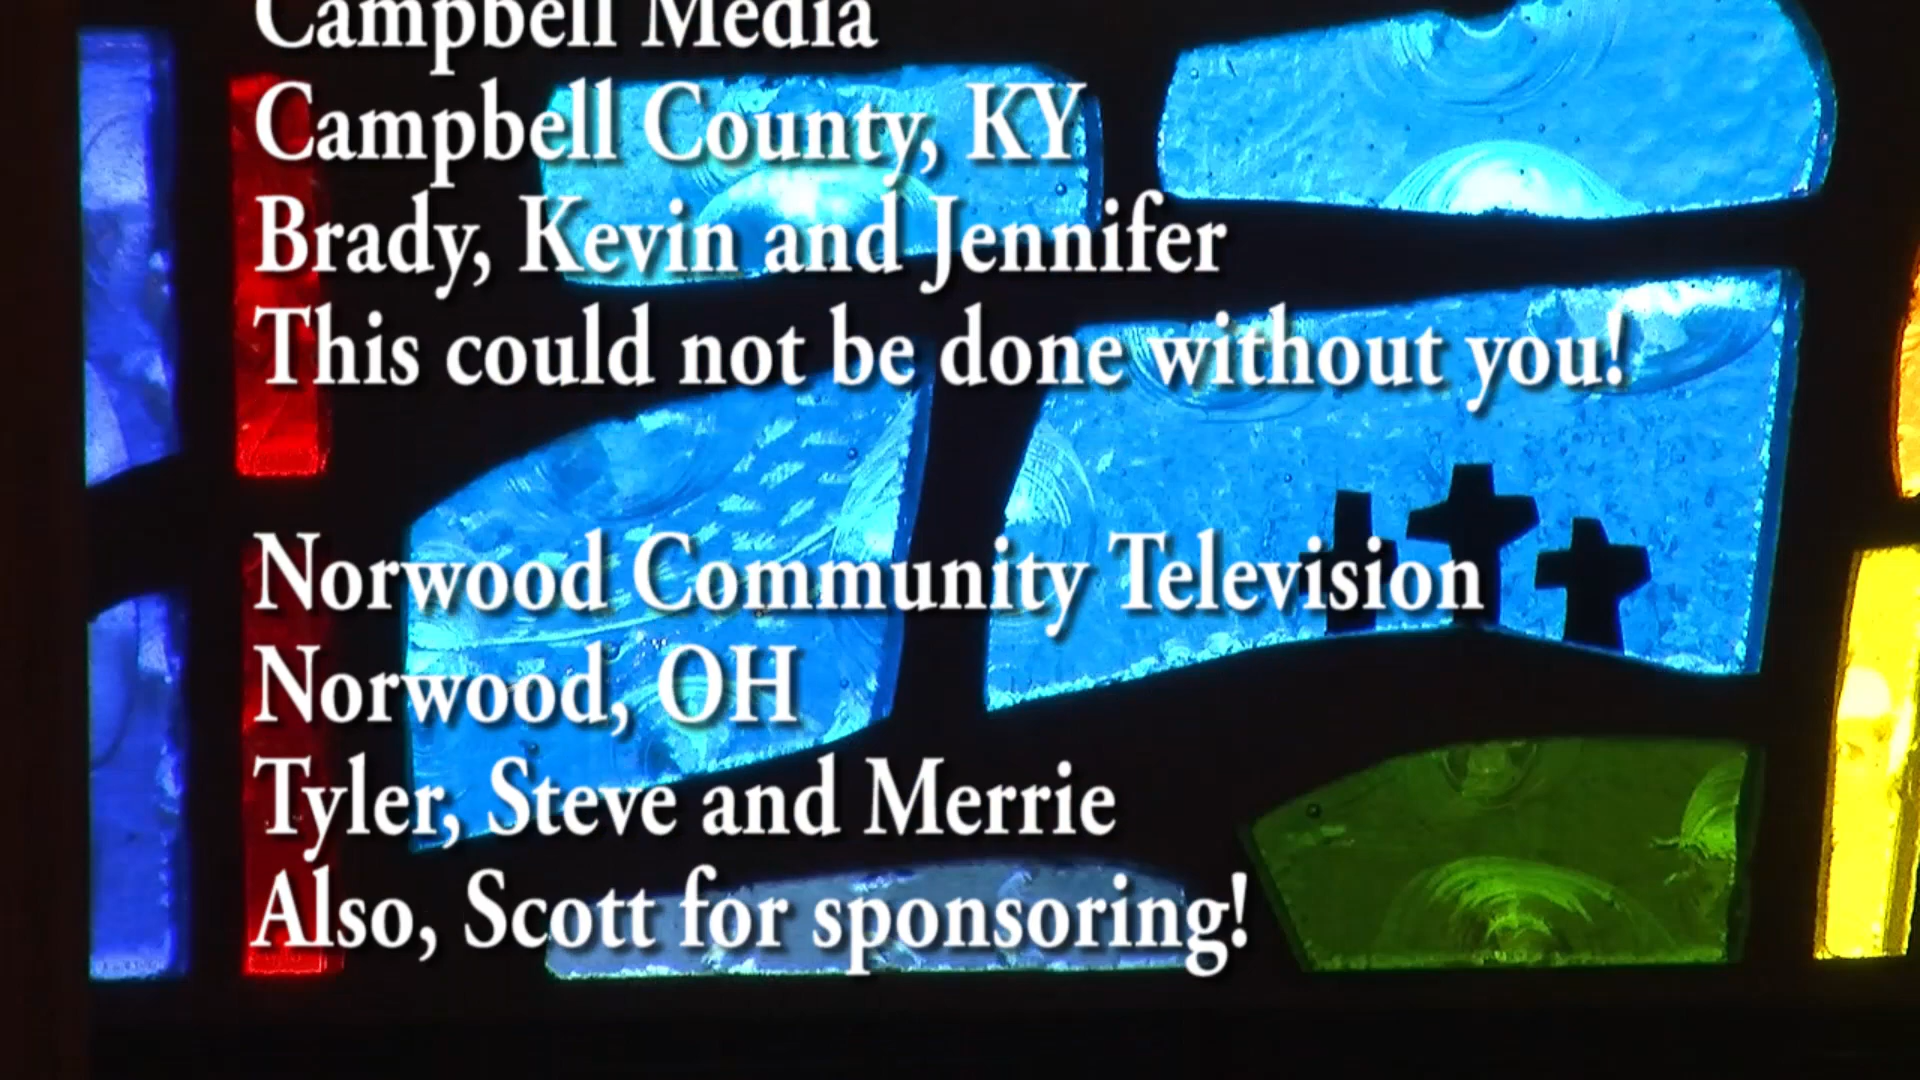 Campbell Media
Campbell County, KY
Brady, Kevin and Jennifer
This could not be done without you!
Norwood Community Television
Norwood, OH
Tyler, Steve and Merrie
Also, Scott for sponsoring!